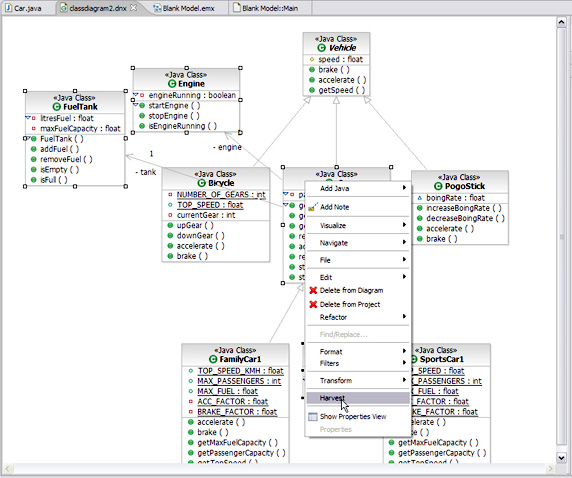 Car.java
classdiagram2.dnx
Blank Model.emx
Blank Model::Main
«Java Class»
Vehicle
speed : float
brake ( )
accelerate ( )
getSpeed ( )
«Java Class»
Engine
engineRunning : boolean
startEngine ( )
stopEngine ( )
isEngineRunning ( )
«Java Class»
FuelTank
litresFuel : float
maxFuelCapacity : float
FuelTank ( )
addFuel ( )
removeFuel ( )
isEmpty ( )
isFull ( )
- engine
1
- tank
«Java Class»
Bicycle
NUMBER_OF_GEARS : int
TOP_SPEED : float
currentGear : int
upGear ( )
downGear ( )
accelerate ( )
brake ( )
«Java Class»
PogoStick
boingRate : float
increaseBoingRate ( )
decreaseBoingRate ( )
accelerate ( )
brake ( )
Add Java
Add Note
Visualize
Navigate
File
Edit
Delete from Diagram
Delete from Project
Refactor
Find/Replace...
Format
Filters
Transform
Harvest
Show Properties View
Properties
«Java Class»
FamilyCar1
TOP_SPEED_KMH : float
MAX_PASSENGERS : int
MAX_FUEL : float
ACC_FACTOR : float
BRAKE_FACTOR : float
accelerate ( )
brake ( )
getMaxFuelCapacity ( )
getPassengerCapacity ( )
getTopSpeed ( )
«Java Class»
SportsCar1
TOP_SPEED : float
MAX_PASSENGERS : int
MAX_FUEL : float
ACC_FACTOR : float
BRAKE_FACTOR : float
accelerate ( )
brake ( )
getMaxFuelCapacity ( )
getPassengerCapacity ( )
getTopSpeed ( )